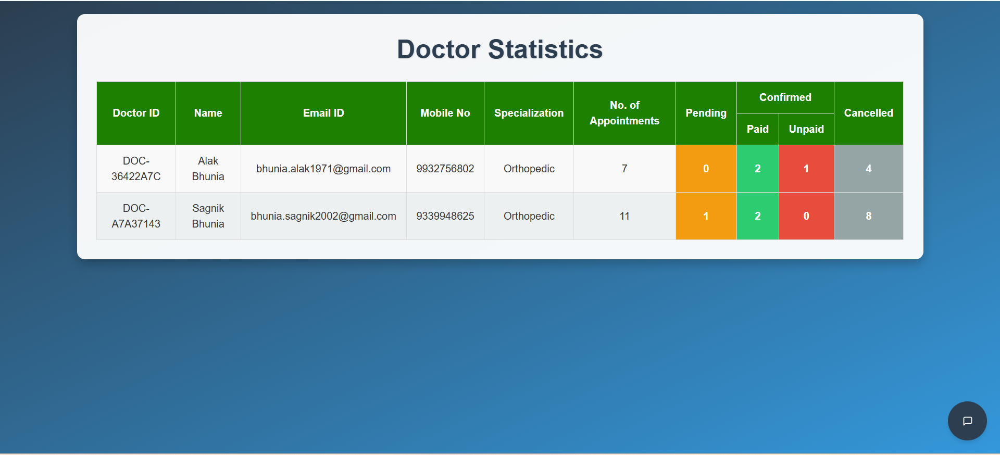 Doctor Statistics
Doctor ID Name Email ID Mobile No Specialization No. of Appointments Pending Confirmed Cancelled
Paid Unpaid
DOC-36422A7C Alak Bhunia bhunia.alak1971@gmail.com 9932756802 Orthopedic 7 0 2 1 4
DOC-A7A37143 Sagnik Bhunia bhunia.sagnik2002@gmail.com 9339948625 Orthopedic 11 1 2 0 8